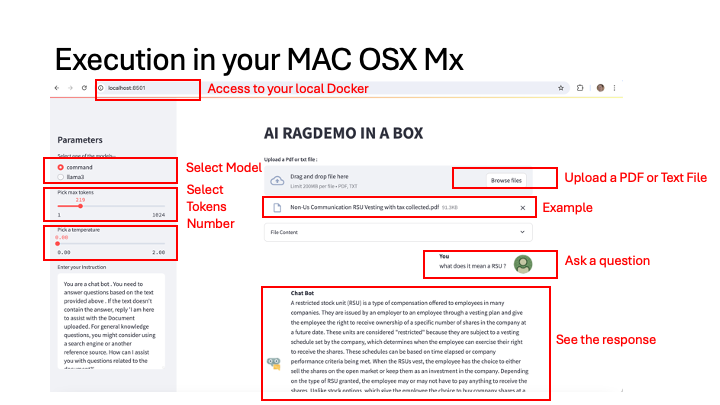 Execution in your MAC OSX Mx
localhost:8501
Access to your local Docker
Parameters
AI RAGDEMO IN A BOX
Select one of the models~
command
llama3
Select Model
Pick max tokens
219
1 1024
Select
Tokens
Number
Pick a temperature
0.00
0.00 2.00
Enter your Instruction
You are a chat bot . You need to
answer questions based on the text
provided above . If the text doesn't
contain the answer, reply 'I am here
to assist with the Document
uploaded. For general knowledge
questions, you might consider using
a search engine or another
reference source. How can I assist
you with questions related to the
document?'
Upload a Pdf or txt file :
Drag and drop file here
Limit 200MB per file • PDF, TXT
Browse files
Upload a PDF or Text File
Non-Us Communication RSU Vesting with tax collected.pdf 91.3KB
Example
File Content
You
what does it mean a RSU ?
Ask a question
Chat Bot
A restricted stock unit (RSU) is a type of compensation offered to employees in many
companies. They are issued by an employer to an employee through a vesting plan and give
the employee the right to receive ownership of a specific number of shares in the company at
a future date. These units are considered "restricted" because they are subject to a vesting
schedule set by the company, which determines when the employee can exercise their right
to receive the shares. These schedules can be based on time elapsed or company
performance criteria being met. When the RSUs vest, the employee has the choice to either
sell the shares on the open market or keep them as an investment in the company. Depending
on the type of RSU granted, the employee may or may not have to pay anything to receive the
shares. Unlike stock options, which give the employee the choice to buy company shares at a
See the response